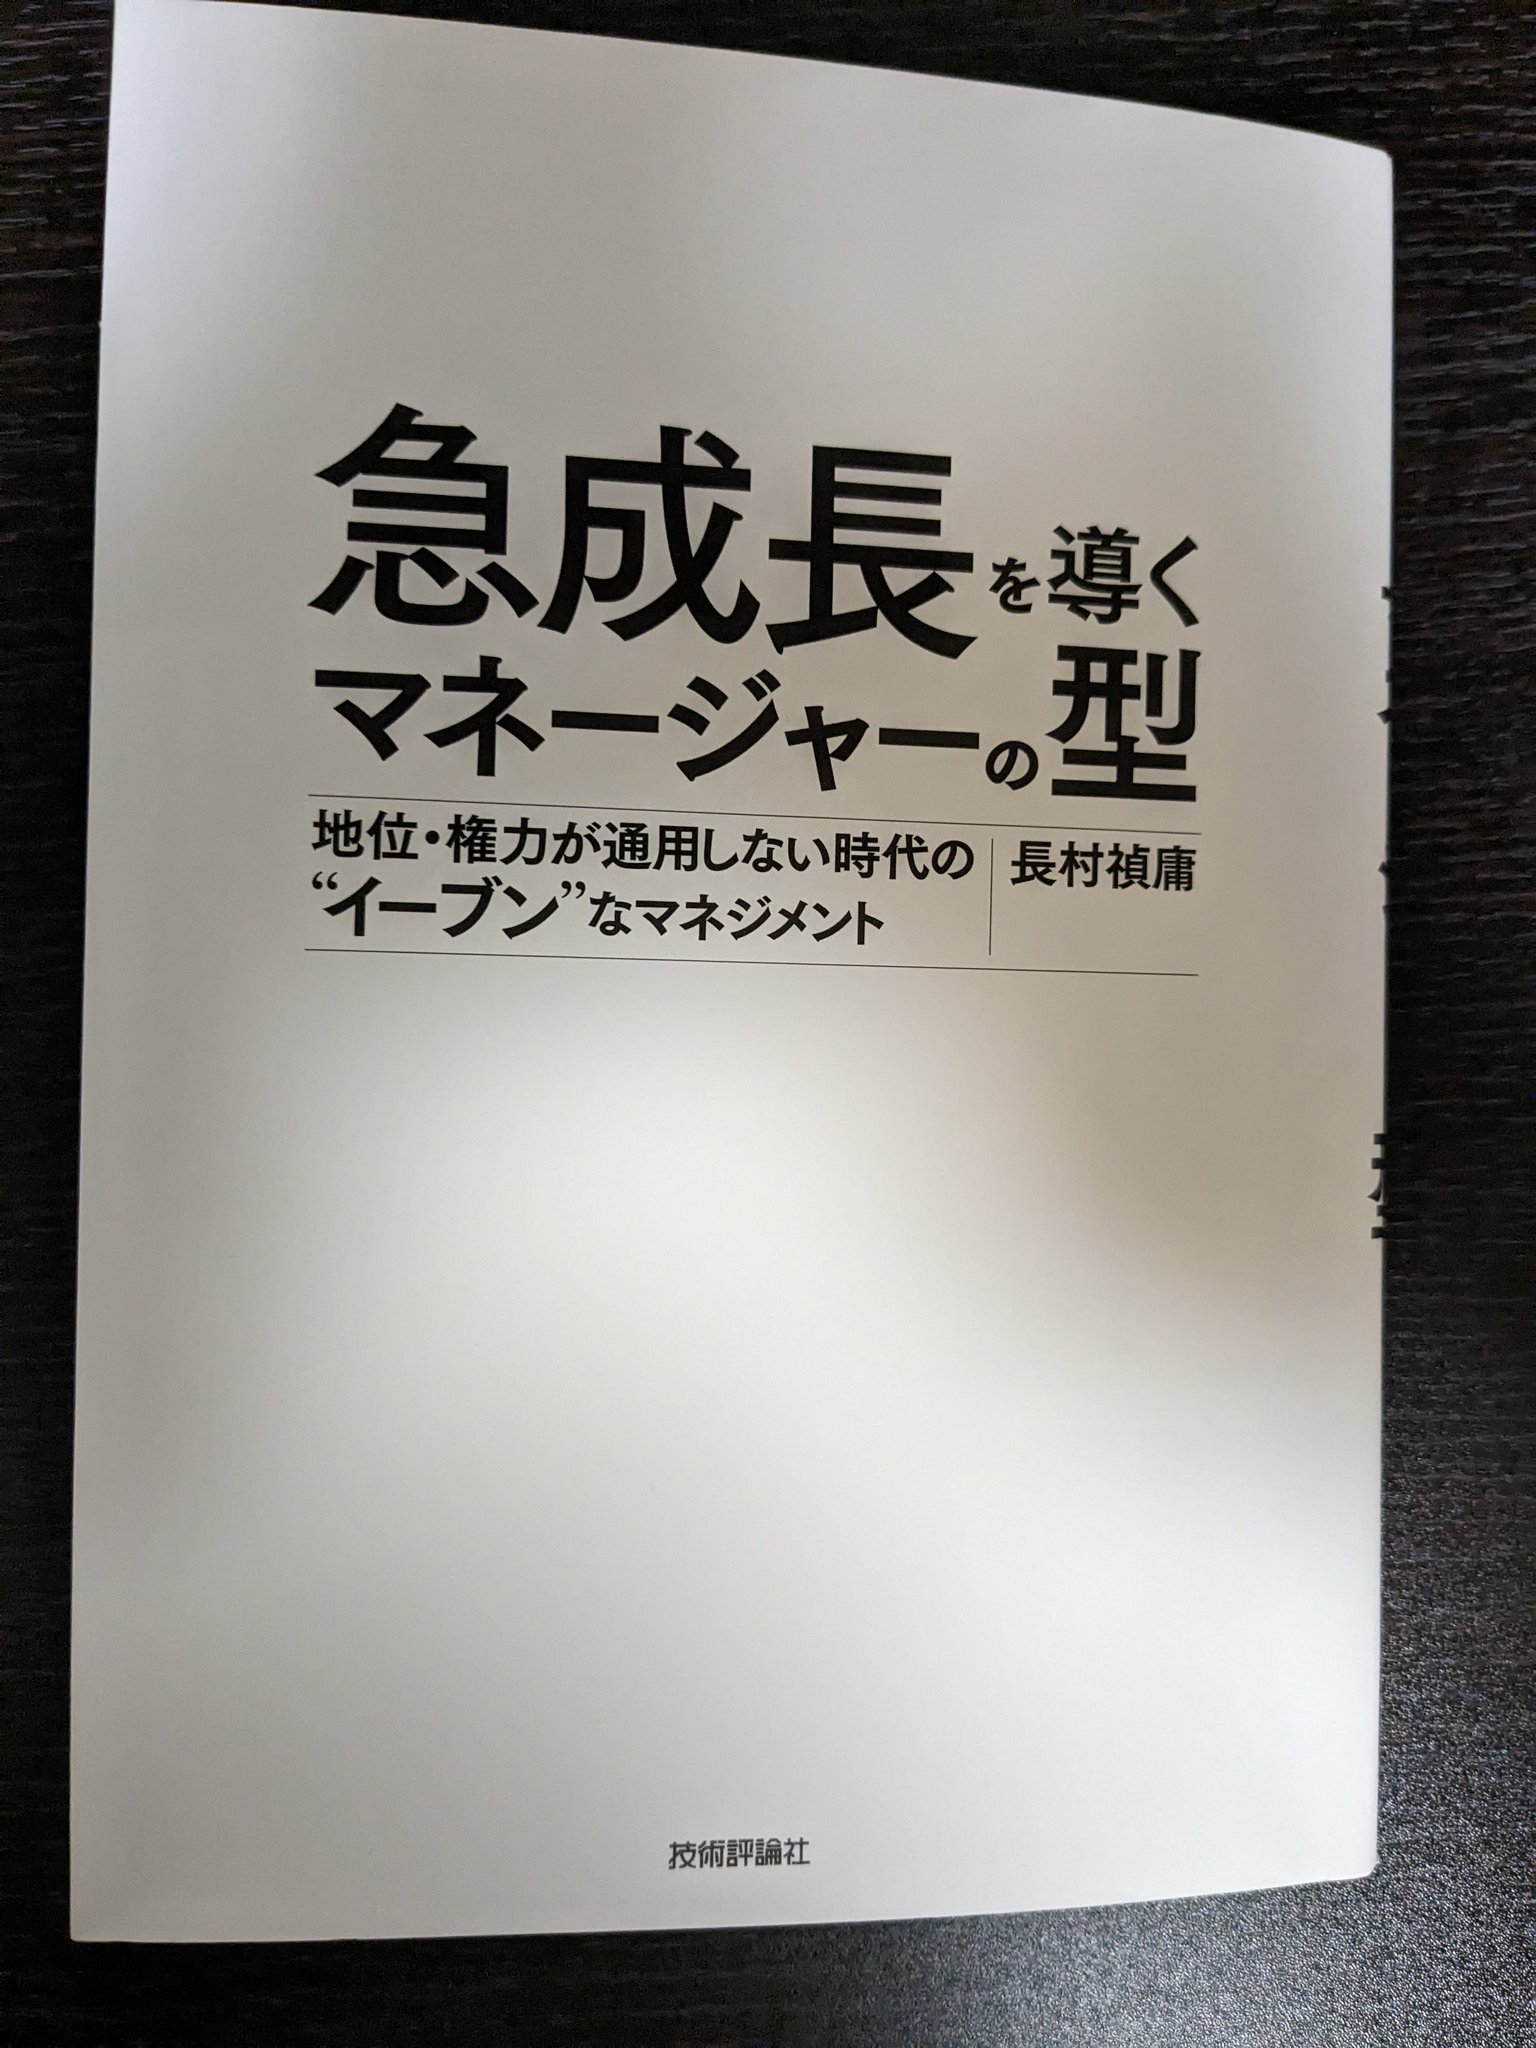 急成長を導く
マネージャーの型
地位・権力が通用しない時代の
“イーブン”なマネジメント
長村禎庸
技術評論社